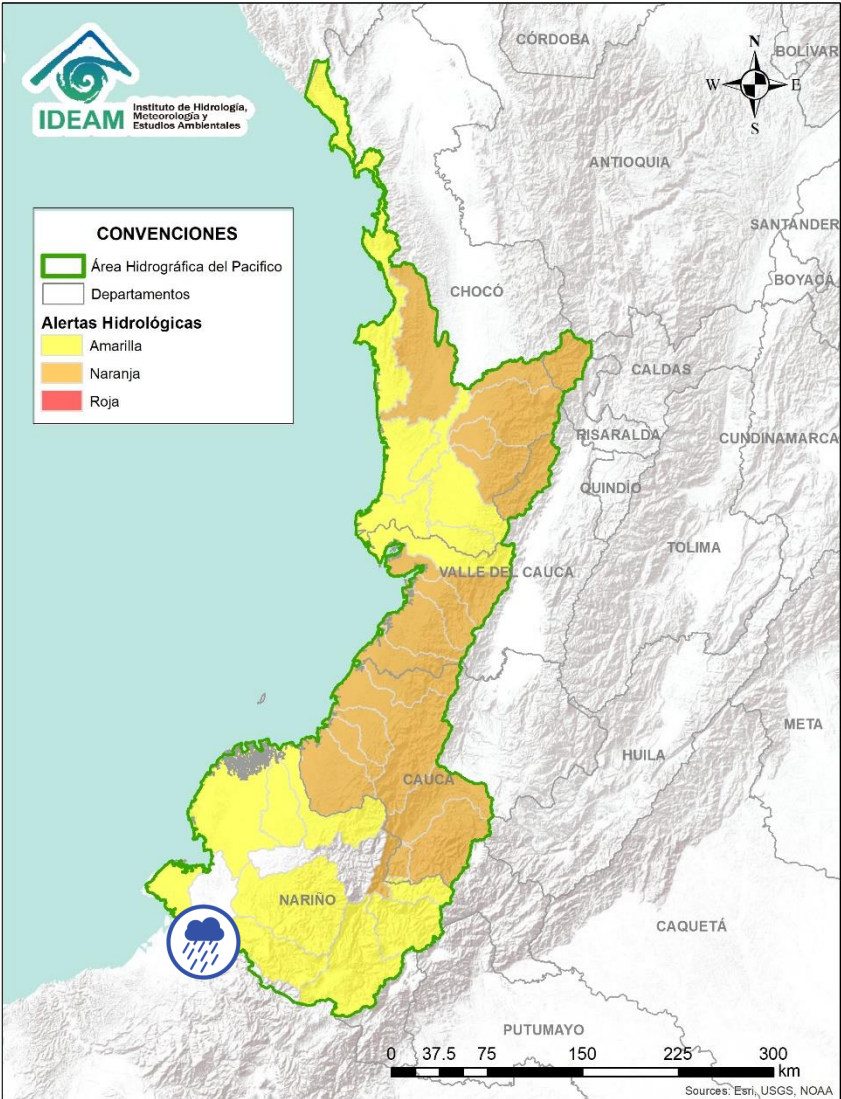 CÓRDOBA
BOLÍVAR
N
W
E
S
IDEAM
Instituto de Hidrología,
Meteorología y
Estudios Ambientales
ANTIOQUIA
SANTANDER
CONVENCIONES
Área Hidrográfica del Pacifico
Departamentos
Alertas Hidrológicas
Amarilla
Naranja
Roja
BOYACÁ
CHOCÓ
CALDAS
RISARALDA
CUNDINAMARCA
QUINDÍO
TOLIMA
VALLE DEL CAUCA
META
HUILA
CAUCA
NARIÑO
CAQUETÁ
PUTUMAYO
0 37.5 75 150 225 300
km
Sources: Esri, USGS, NOAA